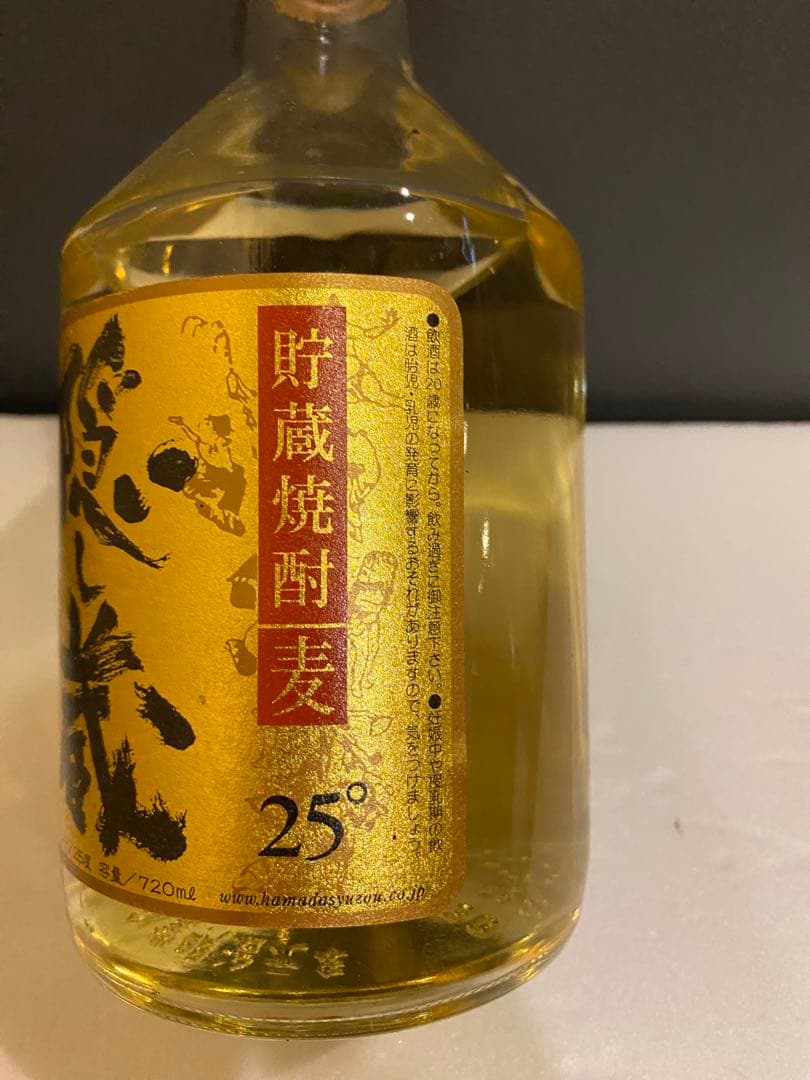 ●飲酒は20歳になってから。飲み過ぎに御注意下さい。●妊娠中や授乳期の飲
酒は胎児・乳児の発育に影響するおそれがありますので、気をつけましょう。
貯蔵焼酎 麦
25°
隠し蔵
容量/720ml
www.hamadasyuzou.co.jp